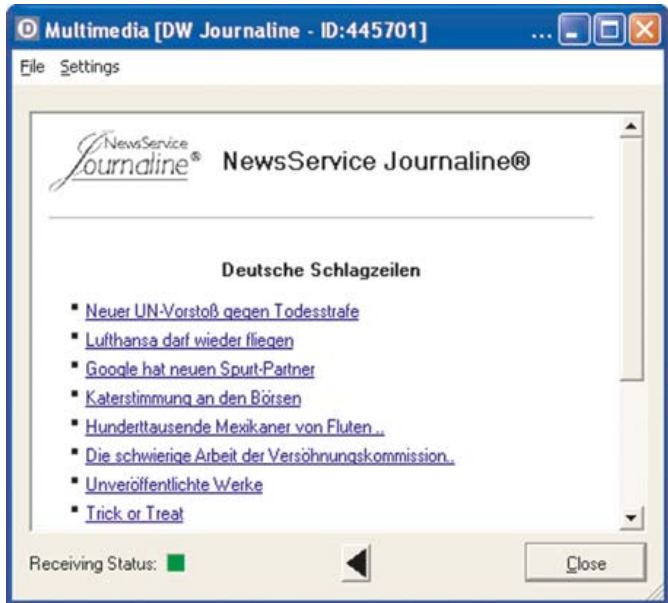 Multimedia [DW Journaline - ID:445701] ...
File Settings
NewsService
Journaline®
NewsService Journaline®
Deutsche Schlagzeilen
Neuer UN-Vorstoß gegen Todesstrafe
Lufthansa darf wieder fliegen
Google hat neuen Spurt-Partner
Katerstimmung an den Börsen
Hunderttausende Mexikaner von Fluten ..
Die schwierige Arbeit der Versöhnungskommission..
Unveröffentlichte Werke
Trick or Treat
Receiving Status:
Close